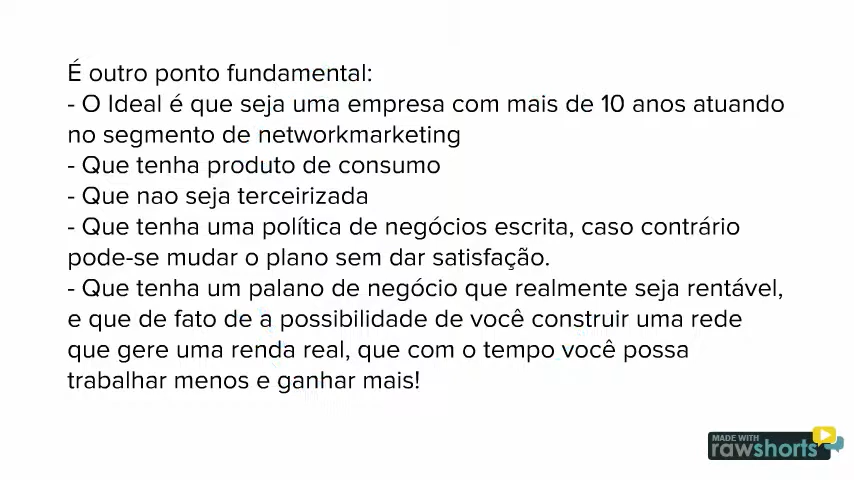 É outro ponto fundamental:
- O Ideal é que seja uma empresa com mais de 10 anos atuando
no segmento de networkmarketing
- Que tenha produto de consumo
- Que nao seja terceirizada
- Que tenha uma política de negócios escrita, caso contrário
pode-se mudar o plano sem dar satisfação.
- Que tenha um palano de negócio que realmente seja rentável,
e que de fato de a possibilidade de você construir uma rede
que gere uma renda real, que com o tempo você possa
trabalhar menos e ganhar mais!
MADE WITH
rawshorts